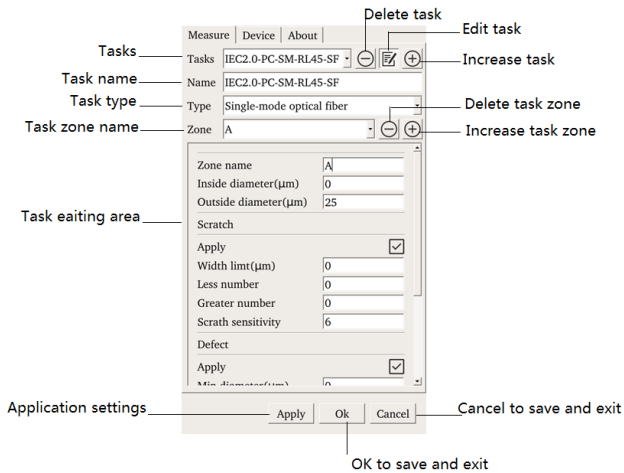 Delete task
Edit task
Measure Device About
Tasks Tasks IEC2.0-PC-SM-RL45-SF Increase task
Task name Name IEC2.0-PC-SM-RL45-SF
Task type Type Single-mode optical fiber Delete task zone
Task zone name Zone A Increase task zone
Zone name A
Inside diameter(μm) 0
Outside diameter(μm) 25
Task eaiting area
Scratch
Apply
Width limt(μm) 0
Less number 0
Greater number 0
Scrath sensitivity 6
Defect
Apply
Min diameter(μm) 0
Application settings Apply Ok Cancel Cancel to save and exit
OK to save and exit